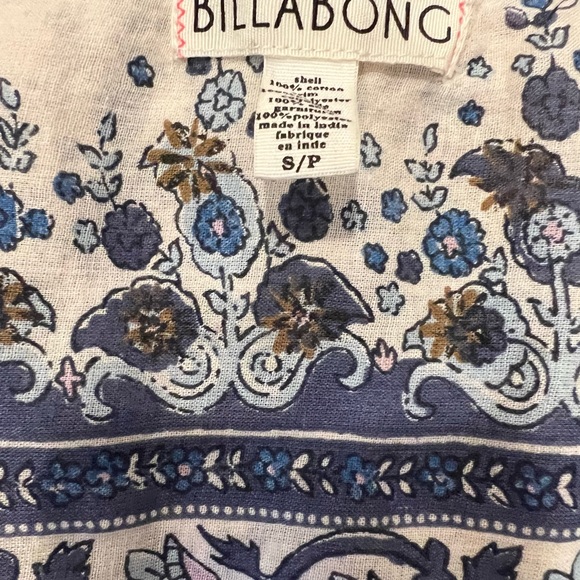 BILLABONG
shell
100% cotton
100% polyester
garniture
100% polyester
made in india
fabrique
en inde
S/P